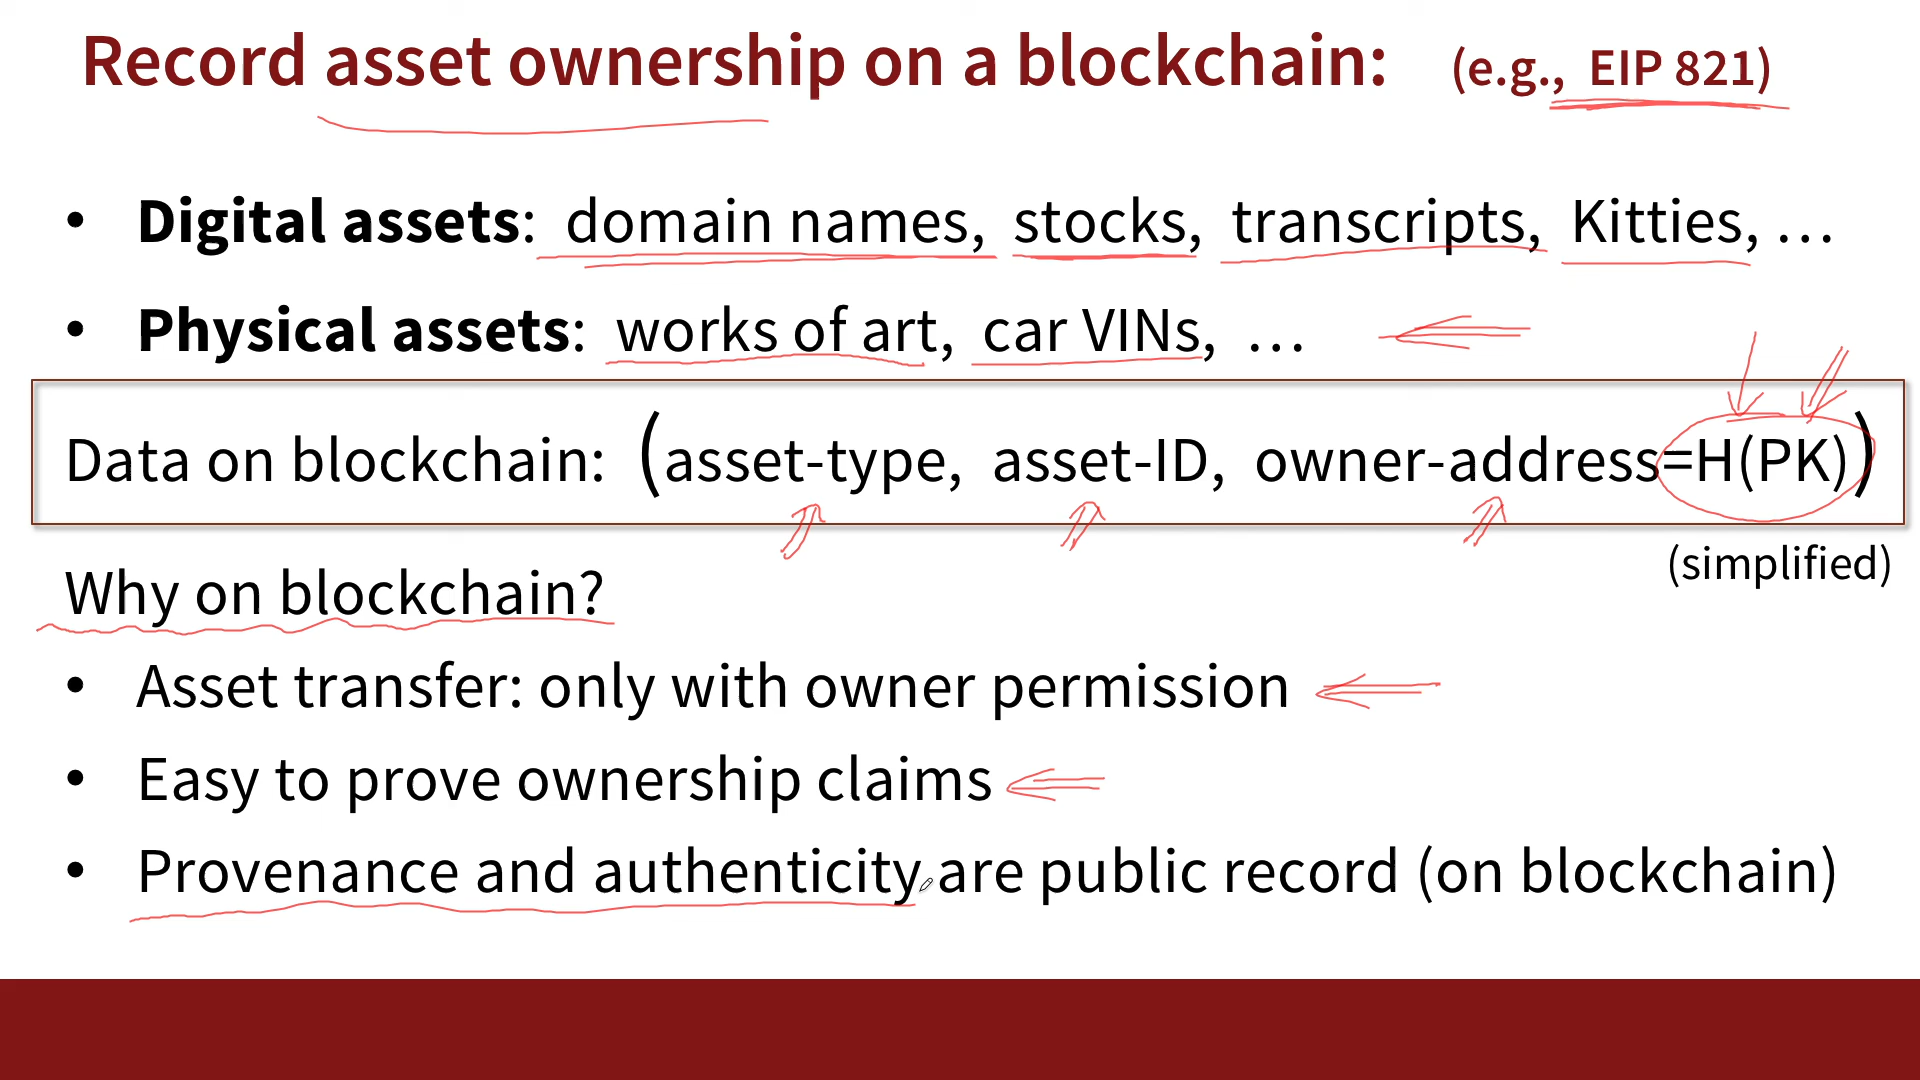 Record asset ownership on a blockchain: (e.g., EIP 821)
• Digital assets: domain names, stocks, transcripts, Kitties, …
• Physical assets: works of art, car VINs, …
Data on blockchain: (asset-type, asset-ID, owner-address=H(PK))
(simplified)
Why on blockchain?
• Asset transfer: only with owner permission
• Easy to prove ownership claims
• Provenance and authenticity are public record (on blockchain)